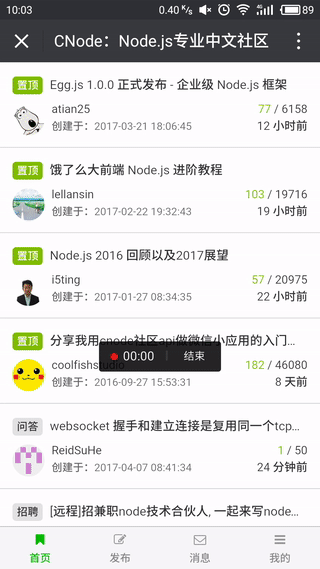 10:03 0.40 K/s 4G 89
CNode：Node.js专业中文社区
置顶 Egg.js 1.0.0 正式发布 - 企业级 Node.js 框架
atian25 77 / 6158
创建于：2017-03-21 18:06:45 12 小时前
置顶 饿了么大前端 Node.js 进阶教程
lellansin 103 / 19716
创建于：2017-02-22 19:32:43 19 小时前
置顶 Node.js 2016 回顾以及2017展望
i5ting 57 / 20975
创建于：2017-01-27 08:34:35 22 小时前
置顶 分享我用cnode社区api做微信小应用的入门...
00:00 结束
coolfishstudio 182 / 46080
创建于：2016-09-27 15:53:31 8 天前
问答 websocket 握手和建立连接是复用同一个tcp...
ReidSuHe 1 / 50
创建于：2017-04-07 08:41:34 24 分钟前
招聘 [远程]招兼职node技术合伙人, 一起来写node...
首页 发布 消息 我的